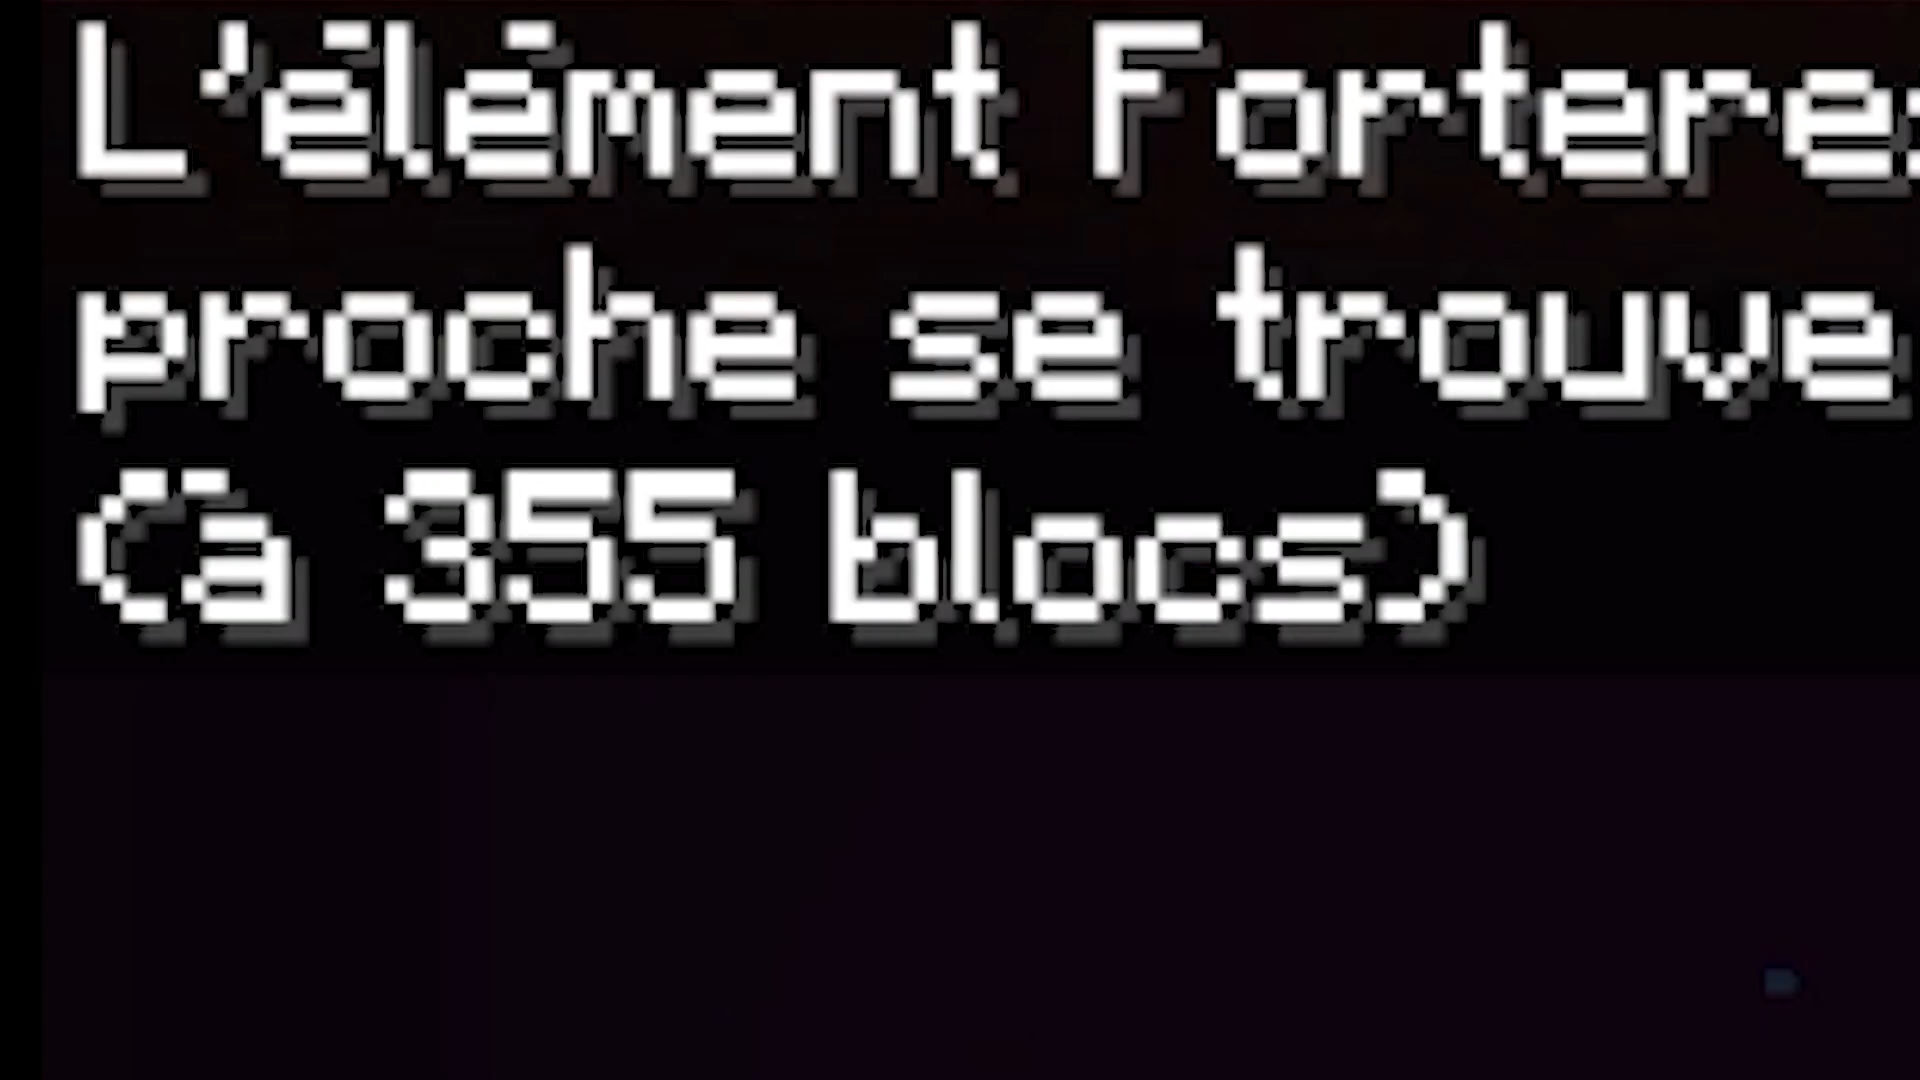 L'élément Fortere
proche se trouve
(à 355 blocs)